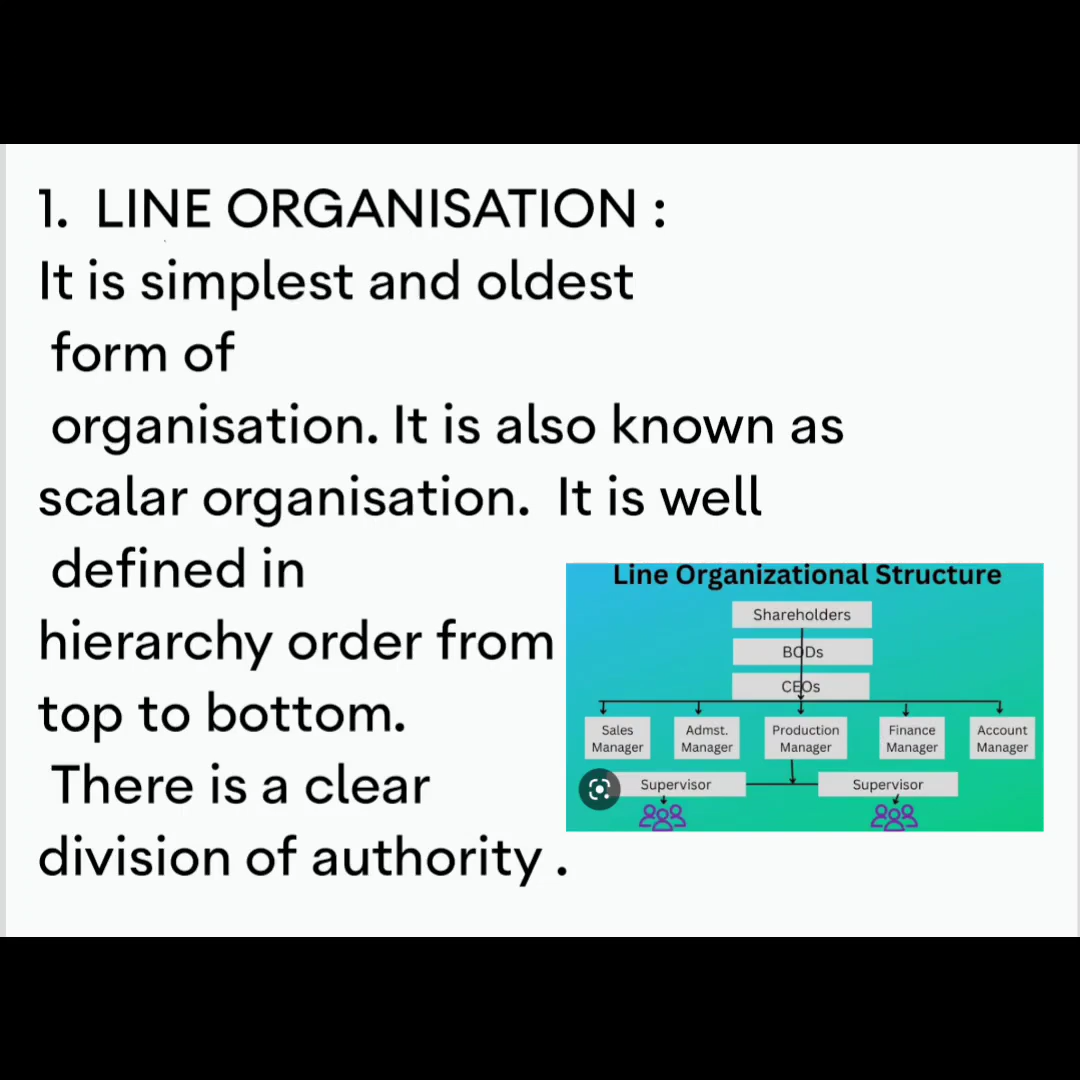 1.  LINE ORGANISATION :
It is simplest and oldest
form of
organisation. It is also known as
scalar organisation.  It is well
defined in
hierarchy order from
top to bottom.
There is a clear
division of authority .
Line Organizational Structure
Shareholders
BODs
CEOs
Sales
Manager
Admst.
Manager
Production
Manager
Finance
Manager
Account
Manager
Supervisor
Supervisor